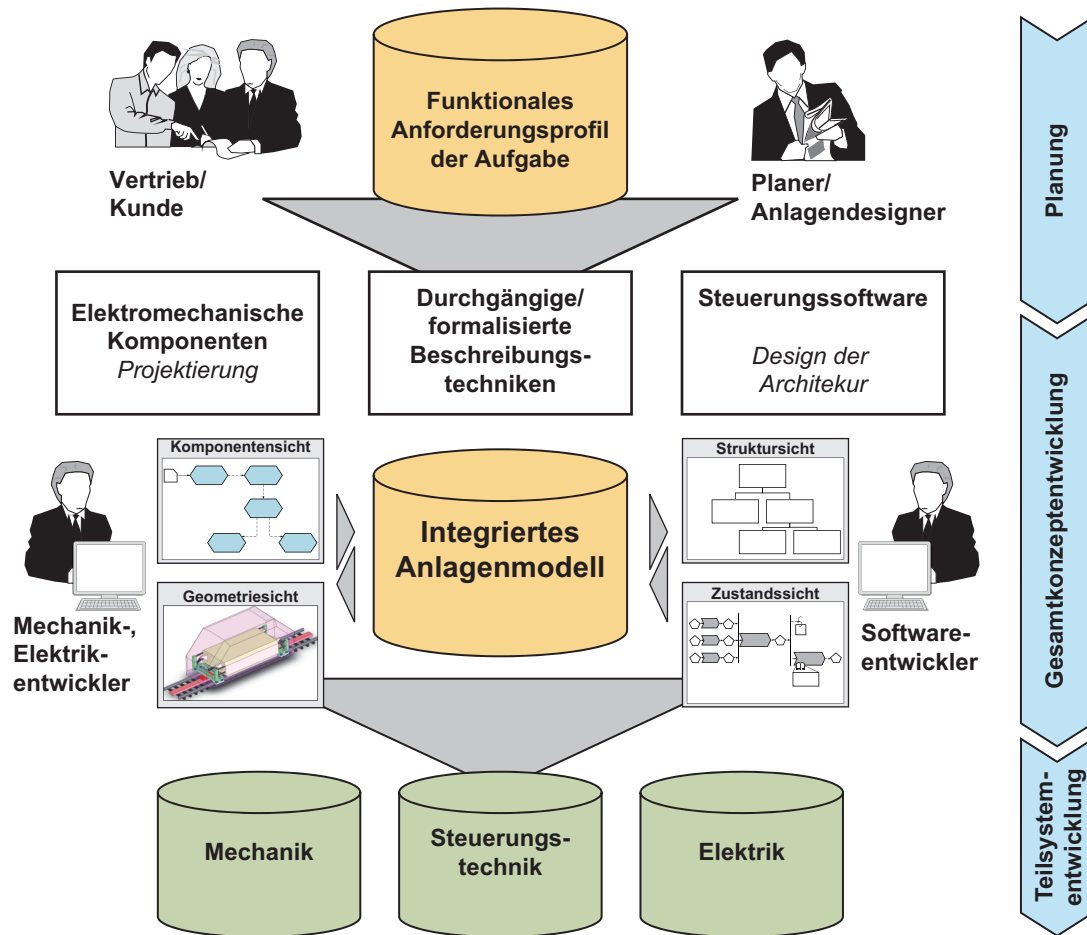 Funktionales
Anforderungsprofil
der Aufgabe
Vertrieb/
Kunde
Planer/
Anlagendesigner
Planung
Elektromechanische
Komponenten
Projektierung
Durchgängige/
formalisierte
Beschreibungs-
techniken
Steuerungssoftware
Design der
Architekur
Gesamtkonzeptentwicklung
Komponentensicht
Struktursicht
Integriertes
Anlagenmodell
Geometriesicht
Zustandssicht
Mechanik-,
Elektrik-
entwickler
Software-
entwickler
Mechanik
Steuerungs-
technik
Elektrik
Teilsystem-
entwicklung